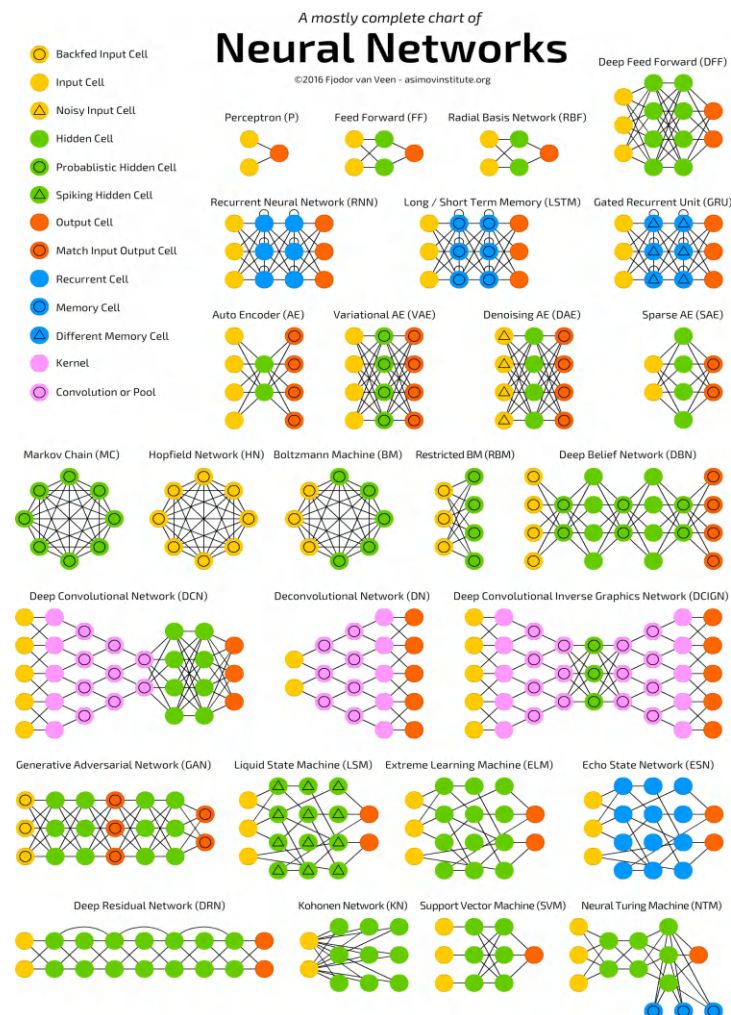 A mostly complete chart of
Neural Networks
©2016 Fjodor van Veen - asimovinstitute.org
Backfed Input Cell
Input Cell
Noisy Input Cell
Hidden Cell
Probablistic Hidden Cell
Spiking Hidden Cell
Output Cell
Match Input Output Cell
Recurrent Cell
Memory Cell
Different Memory Cell
Kernel
Convolution or Pool
Deep Feed Forward (DFF)
Perceptron (P)
Feed Forward (FF)
Radial Basis Network (RBF)
Recurrent Neural Network (RNN)
Long / Short Term Memory (LSTM)
Gated Recurrent Unit (GRU)
Auto Encoder (AE)
Variational AE (VAE)
Denoising AE (DAE)
Sparse AE (SAE)
Markov Chain (MC)
Hopfield Network (HN)
Boltzmann Machine (BM)
Restricted BM (RBM)
Deep Belief Network (DBN)
Deep Convolutional Network (DCN)
Deconvolutional Network (DN)
Deep Convolutional Inverse Graphics Network (DCIGN)
Generative Adversarial Network (GAN)
Liquid State Machine (LSM)
Extreme Learning Machine (ELM)
Echo State Network (ESN)
Deep Residual Network (DRN)
Kohonen Network (KN)
Support Vector Machine (SVM)
Neural Turing Machine (NTM)